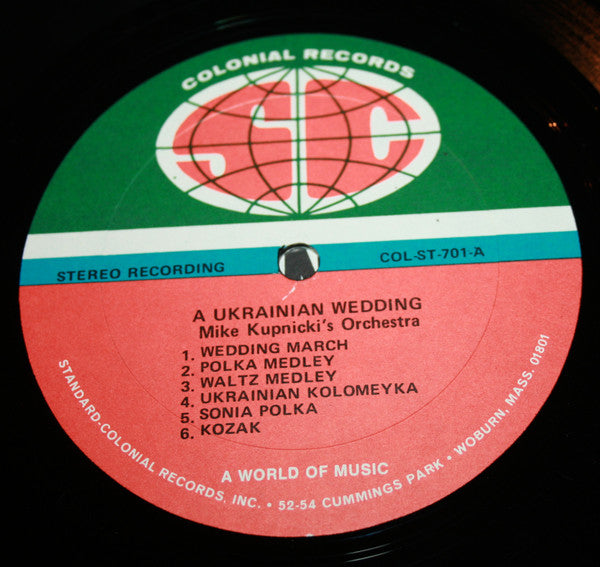 COLONIAL RECORDS
SC
STEREO RECORDING
COL-ST-701-A
A UKRAINIAN WEDDING
Mike Kupnicki's Orchestra
1. WEDDING MARCH
2. POLKA MEDLEY
3. WALTZ MEDLEY
4. UKRAINIAN KOLOMEYKA
5. SONIA POLKA
6. KOZAK
A WORLD OF MUSIC
STANDARD-COLONIAL RECORDS, INC. • 52-54 CUMMINGS PARK • WOBURN, MASS. 01801